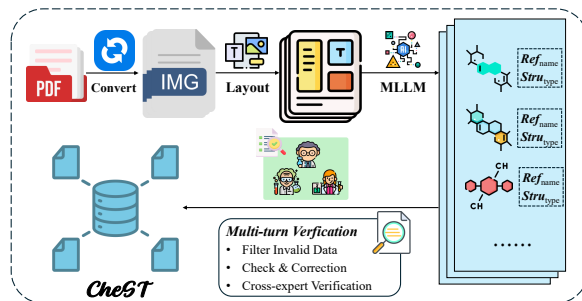 PDF
Convert
IMG
Layout
T
T
MLLM
Ref name
Stru type
Ref name
Stru type
CH
CH
Ref name
Stru type
......
Multi-turn Verfication
• Filter Invalid Data
• Check & Correction
• Cross-expert Verification
CheST